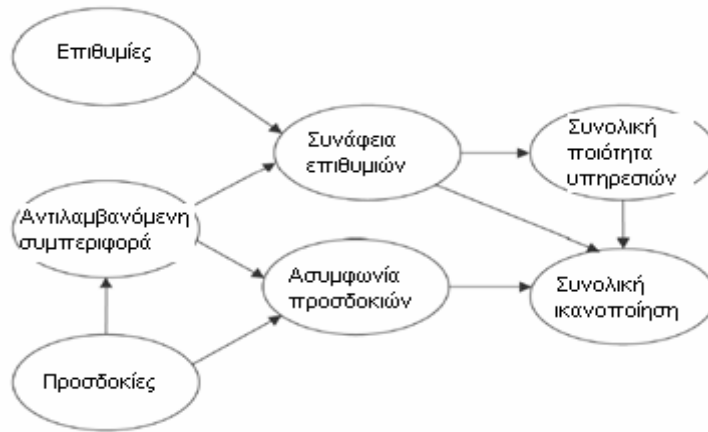 Επιθυμίες
Συνάφεια
επιθυμιών
Συνολική
ποιότητα
υπηρεσιών
Αντιλαμβανόμενη
συμπεριφορά
Ασυμφωνία
προσδοκιών
Συνολική
ικανοποίηση
Προσδοκίες